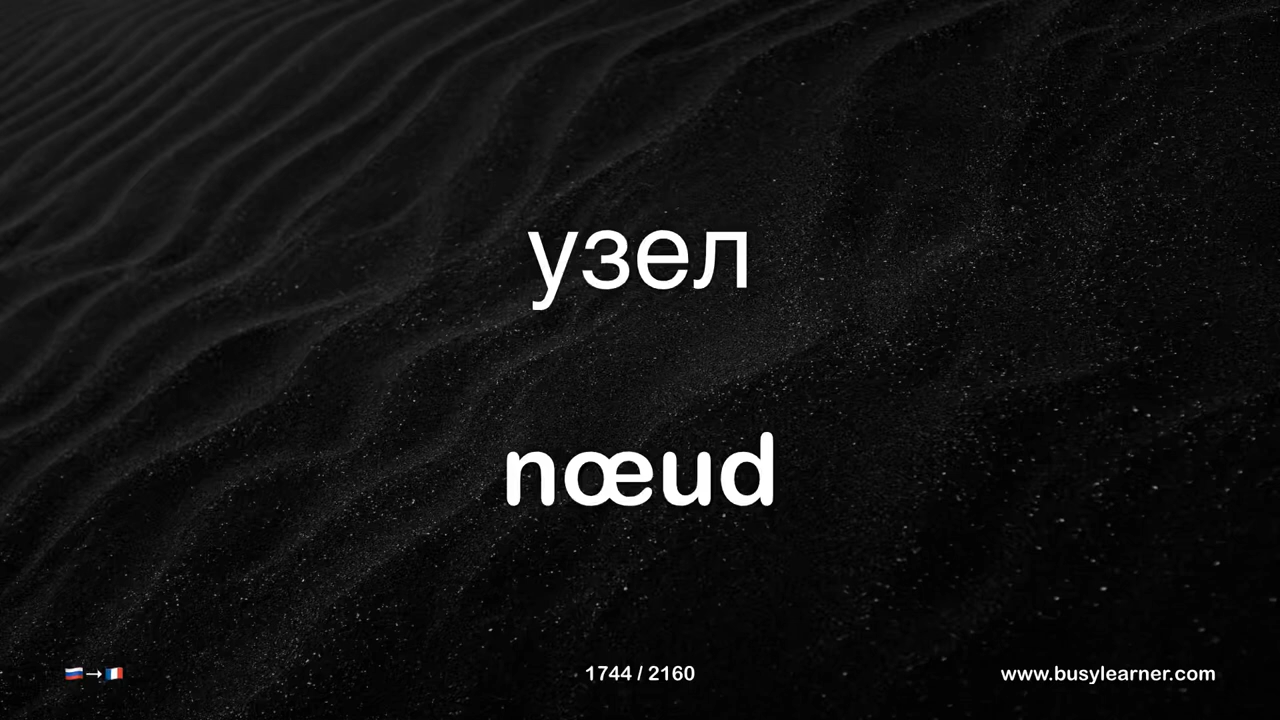 узел
nœud
🇷🇺→🇫🇷
1744 / 2160
www.busylearner.com